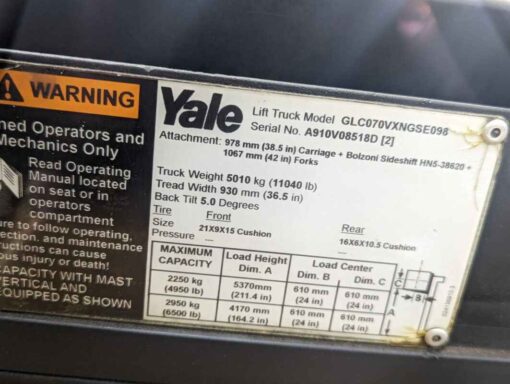 WARNING
ned Operators and
Mechanics Only
Read Operating
Manual located
on seat or in
operators
compartment
ure to follow operating,
ection, and maintenance
tructions can cause
ous injury or death!
CAPACITY WITH MAST
VERTICAL AND
EQUIPPED AS SHOWN
Yale Lift Truck Model GLC070VXNGSE098
Serial No. A910V08518D [2]
Attachment: 978 mm (38.5 in) Carriage + Bolzoni Sideshift HN5-38620 +
1067 mm (42 in) Forks
Truck Weight 5010 kg (11040 lb)
Tread Width 930 mm (36.5 in)
Back Tilt 5.0 Degrees
Tire Front Rear
Size
Pressure 21X9X15 Cushion 16X6X10.5 Cushion
MAXIMUM CAPACITY Load Height Dim. A Load Center Dim. B Dim. C
2250 kg (4950 lb) 5370mm (211.4 in) 610 mm (24 in) 610 mm (24 in)
2950 kg (6500 lb) 4170 mm (164.2 in) 610 mm (24 in) 610 mm (24 in)
C
B
A